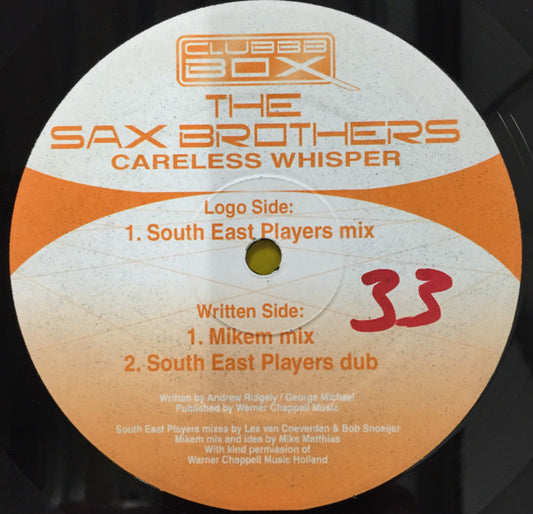 CLUBBB
BOX
THE
SAX BROTHERS
CARELESS WHISPER
Logo Side:
1. South East Players mix
33
Written Side:
1. Mikem mix
2. South East Players dub
Written by Andrew Ridgely / George Michael
Published by Warner Chappell Music
South East Players mixes by Lex van Coeverden & Bob Snoeijer
Mikem mix and idea by Mike Matthias
With kind permission of
Warner Chappell Music Holland